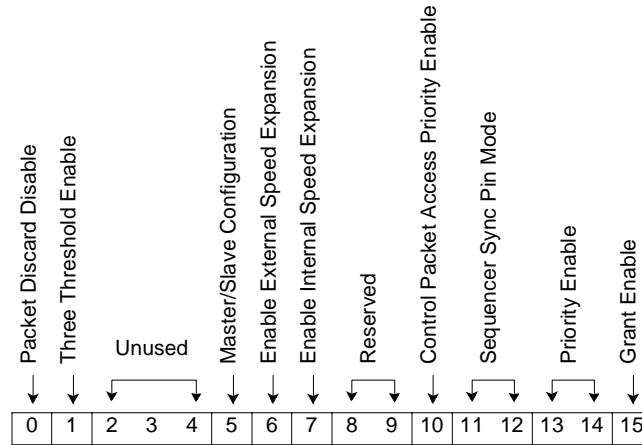 Packet Discard Disable
Three Threshold Enable
Unused
Master/Slave Configuration
Enable External Speed Expansion
Enable Internal Speed Expansion
Reserved
Control Packet Access Priority Enable
Sequencer Sync Pin Mode
Priority Enable
Grant Enable
0 1 2 3 4 5 6 7 8 9 10 11 12 13 14 15